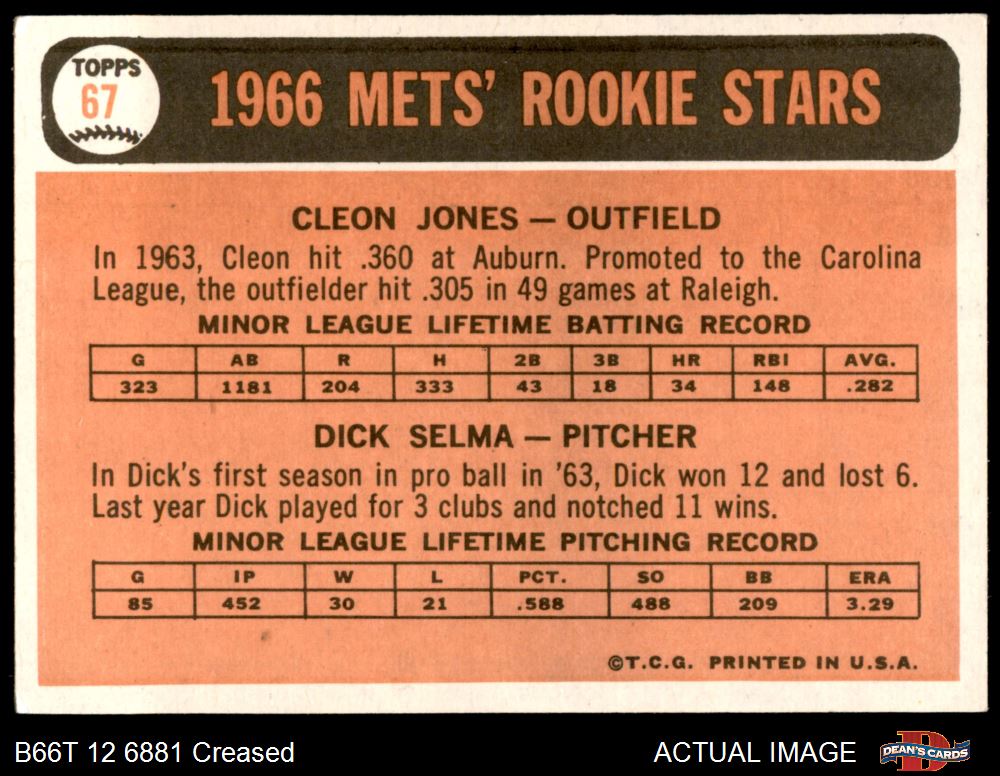 TOPPS
67
1966 METS' ROOKIE STARS
CLEON JONES — OUTFIELD
In 1963, Cleon hit .360 at Auburn. Promoted to the Carolina
League, the outfielder hit .305 in 49 games at Raleigh.
MINOR LEAGUE LIFETIME BATTING RECORD
G AB R H 2B 3B HR RBI AVG.
323 1181 204 333 43 18 34 148 .282
DICK SELMA — PITCHER
In Dick's first season in pro ball in '63, Dick won 12 and lost 6.
Last year Dick played for 3 clubs and notched 11 wins.
MINOR LEAGUE LIFETIME PITCHING RECORD
G IP W L PCT. SO BB ERA
85 452 30 21 .588 488 209 3.29
©T.C.G. PRINTED IN U.S.A.
B66T 12 6881 Creased
ACTUAL IMAGE
D
DEAN'S CARDS